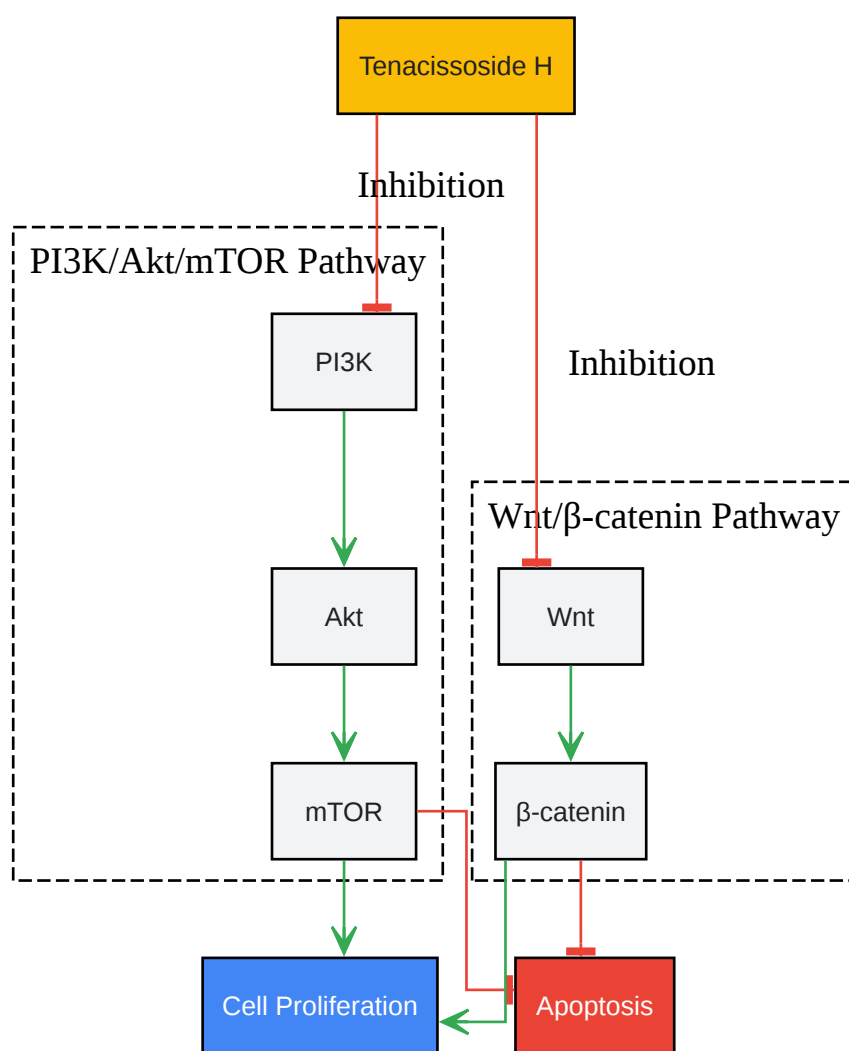 Tenacissoside H
Inhibition
PI3K/Akt/mTOR Pathway
PI3K
Inhibition
Wnt/β-catenin Pathway
Akt
Wnt
mTOR
β-catenin
Cell Proliferation
Apoptosis